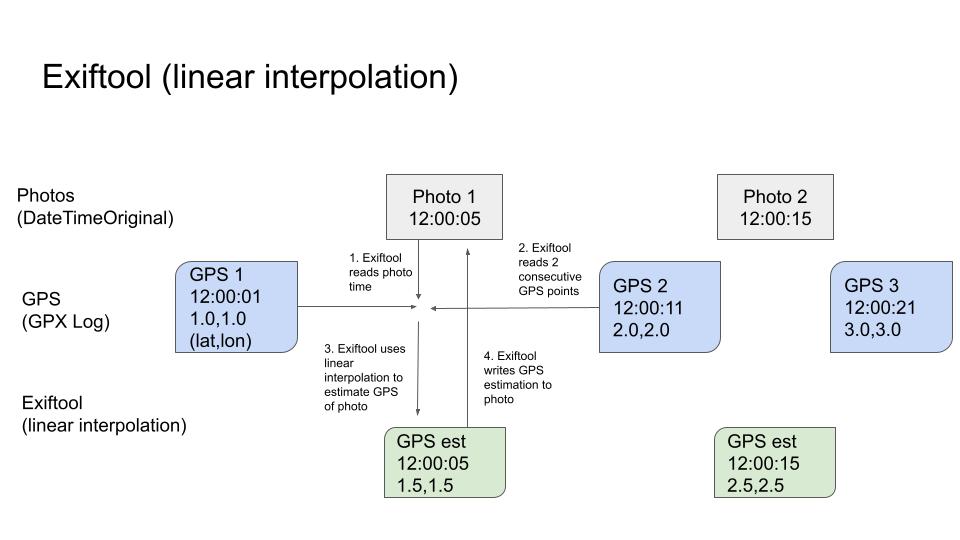 Exiftool (linear interpolation)
Photos
(DateTimeOriginal)
Photo 1
12:00:05
Photo 2
12:00:15
1. Exiftool
reads photo
time
2. Exiftool
reads 2
consecutive
GPS points
GPS
(GPX Log)
GPS 1
12:00:01
1.0,1.0
(lat,lon)
GPS 2
12:00:11
2.0,2.0
GPS 3
12:00:21
3.0,3.0
3. Exiftool uses
linear
interpolation to
estimate GPS
of photo
4. Exiftool
writes GPS
estimation to
photo
Exiftool
(linear interpolation)
GPS est
12:00:05
1.5,1.5
GPS est
12:00:15
2.5,2.5